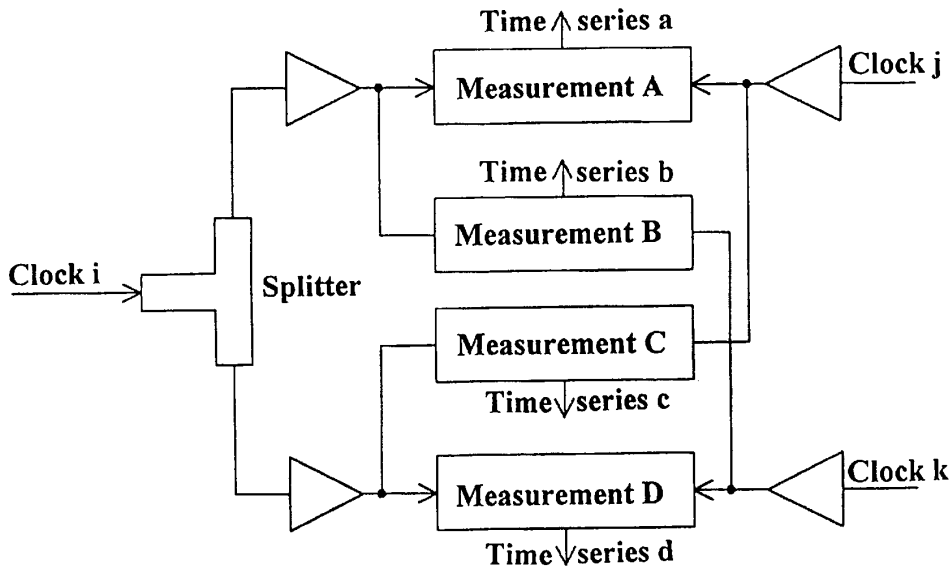 Time series a
Clock j
Measurement A
Time series b
Measurement B
Clock i
Splitter
Measurement C
Time series c
Clock k
Measurement D
Time series d